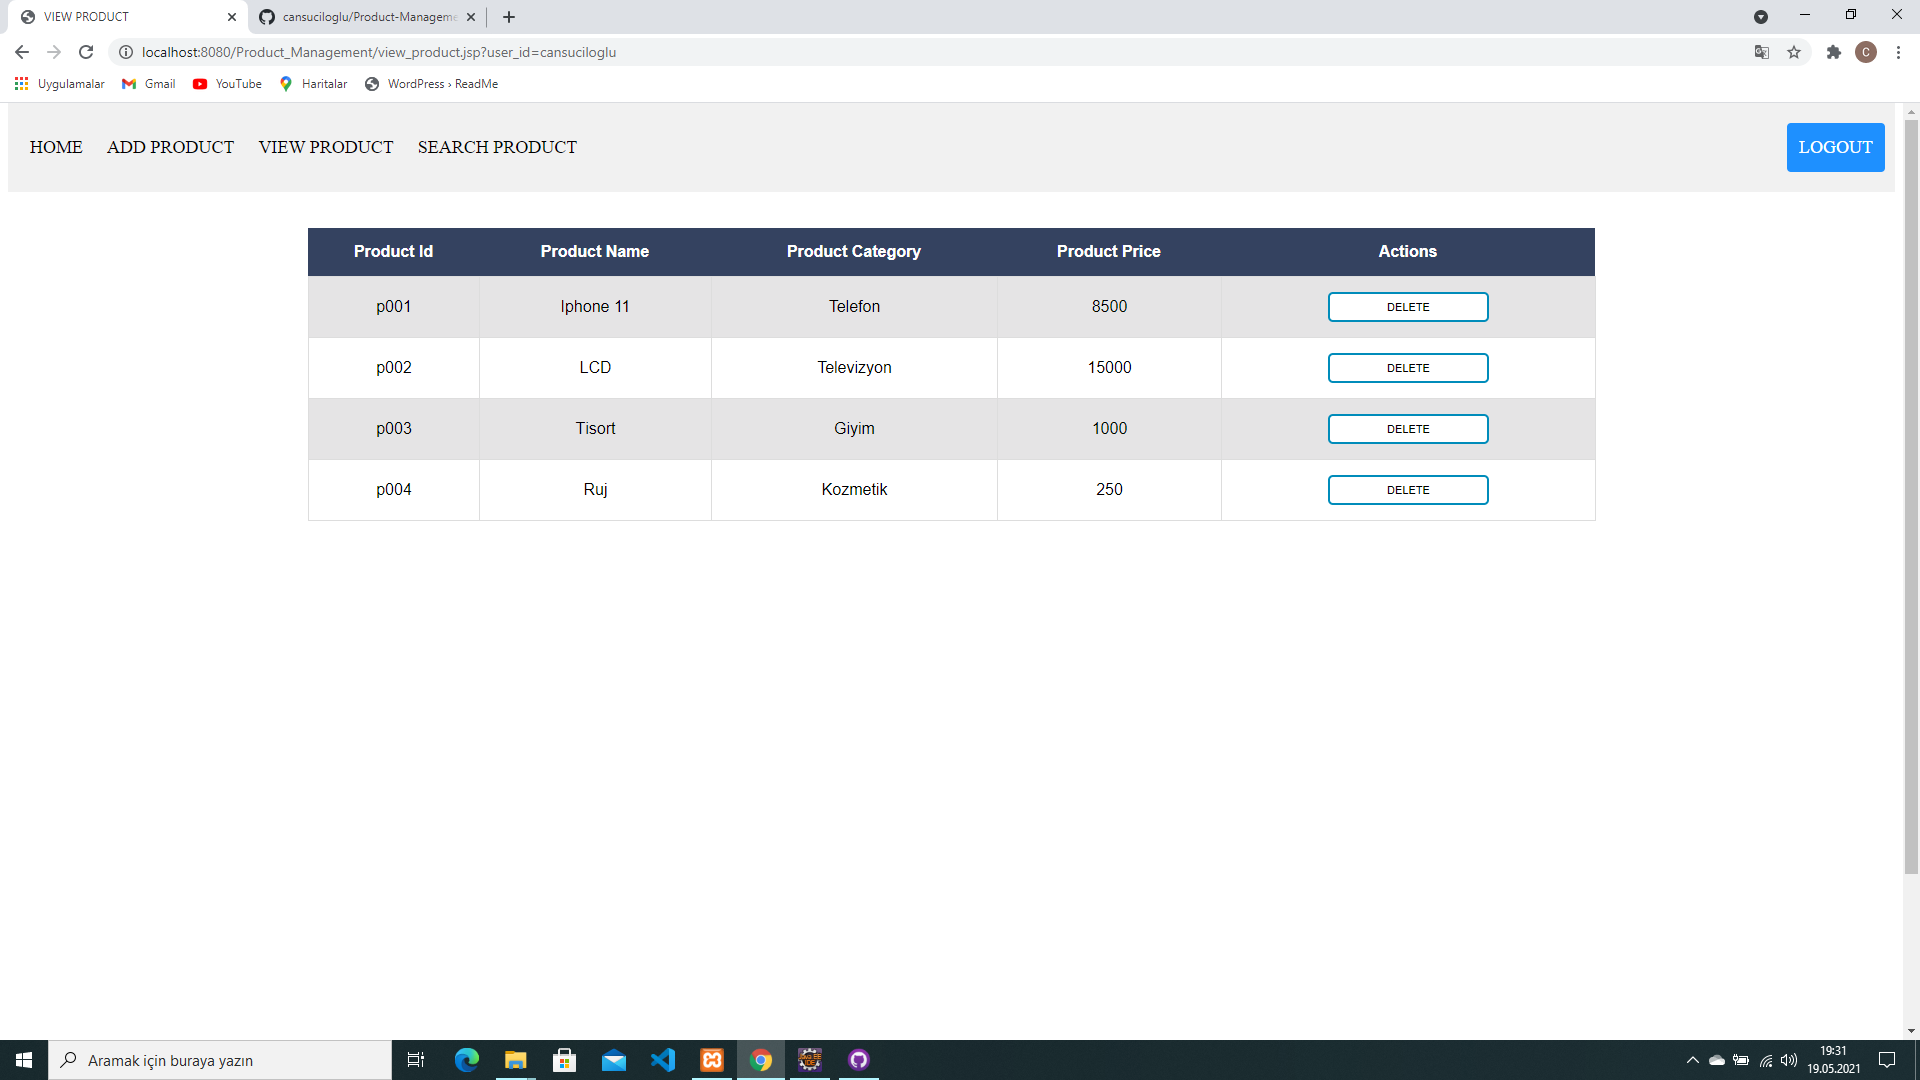 VIEW PRODUCT
cansuciloglu/Product-Manageme
localhost:8080/Product_Management/view_product.jsp?user_id=cansuciloglu
C
Uygulamalar Gmail YouTube Haritalar WordPress › ReadMe
HOME ADD PRODUCT VIEW PRODUCT SEARCH PRODUCT LOGOUT
Product Id Product Name Product Category Product Price Actions
p001 Iphone 11 Telefon 8500 DELETE
p002 LCD Televizyon 15000 DELETE
p003 Tisort Giyim 1000 DELETE
p004 Ruj Kozmetik 250 DELETE
Aramak için buraya yazın
19:31
19.05.2021